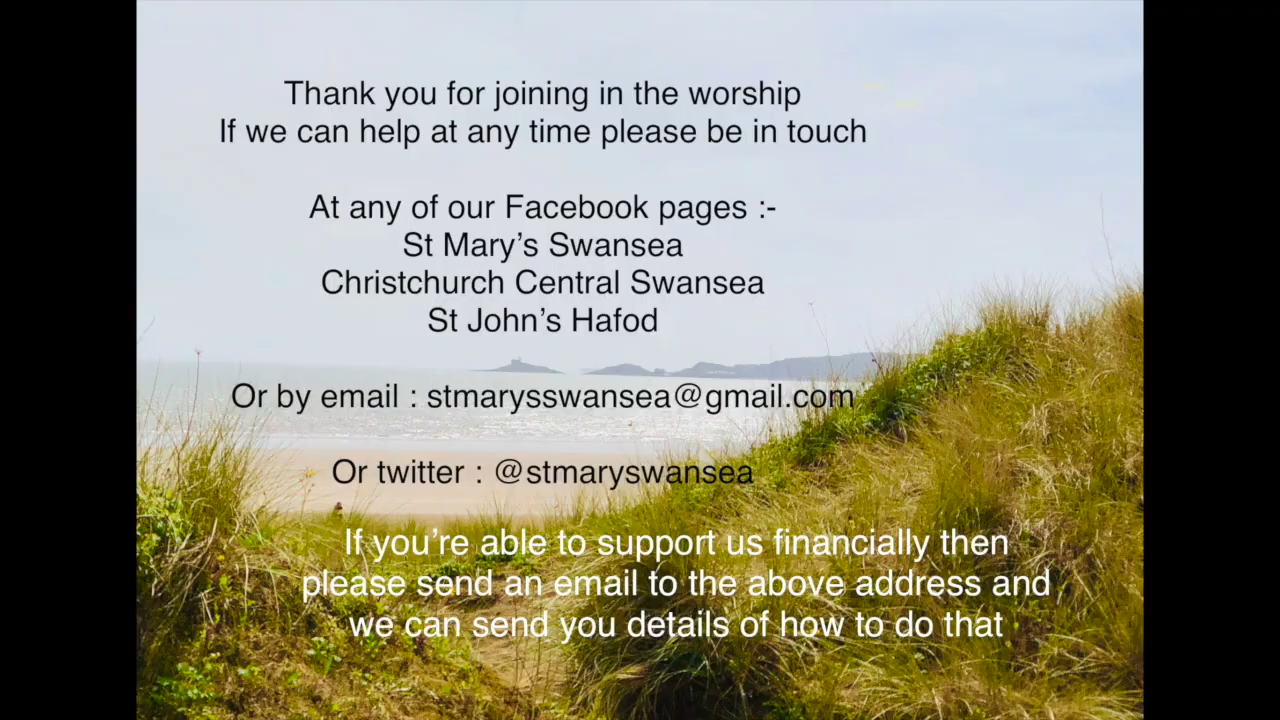 Thank you for joining in the worship
If we can help at any time please be in touch
At any of our Facebook pages :-
St Mary’s Swansea
Christchurch Central Swansea
St John’s Hafod
Or by email : stmarysswansea@gmail.com
Or twitter : @stmaryswansea
If you’re able to support us financially then
please send an email to the above address and
we can send you details of how to do that